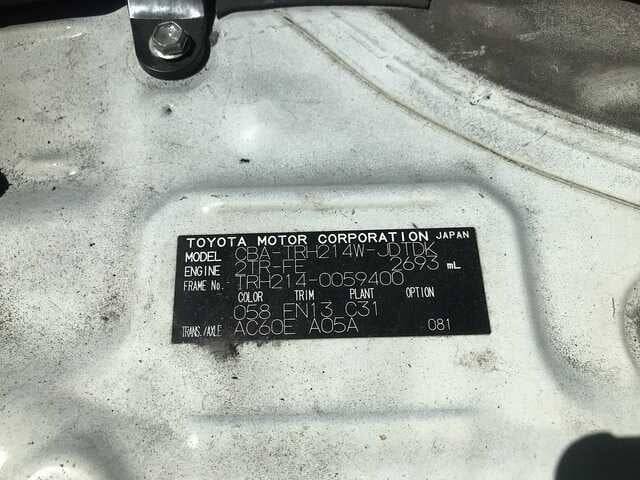 TOYOTA MOTOR CORPORATION JAPAN
MODEL CBA-TRH214W-JDTDK
ENGINE 2TR-FE 2693 mL
FRAME No. TRH214-0059400
COLOR TRIM PLANT OPTION
058 FN13 C31
TRANS./AXLE AC60E A05A 081